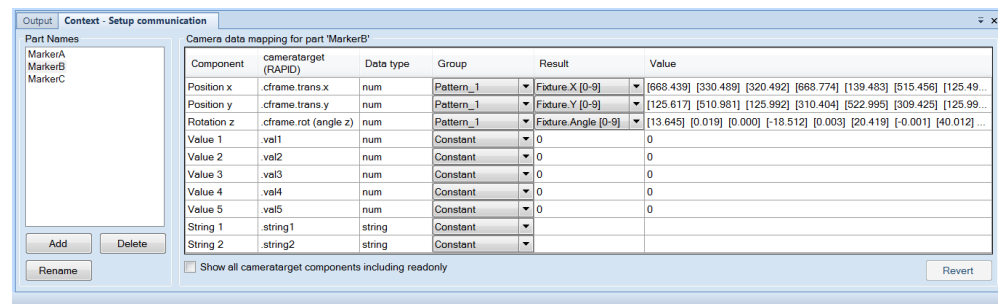 Output Context - Setup communication
Part Names
MarkerA
MarkerB
MarkerC
Add Delete
Rename
Camera data mapping for part 'MarkerB'
Component cameratarget (RAPID) Data type Group Result Value
Position x .cframe.trans.x num Pattern_1 Fixture.X [0-9] [668.439] [330.489] [320.492] [668.774] [139.483] [515.456] [125.49...
Position y .cframe.trans.y num Pattern_1 Fixture.Y [0-9] [125.617] [510.981] [125.992] [310.404] [522.995] [309.425] [125.99...
Rotation z .cframe.rot (angle z) num Pattern_1 Fixture.Angle [0-9] [13.645] [0.019] [0.000] [-18.512] [0.003] [20.419] [-0.001] [40.012] ...
Value 1 .val1 num Constant 0 0
Value 2 .val2 num Constant 0 0
Value 3 .val3 num Constant 0 0
Value 4 .val4 num Constant 0 0
Value 5 .val5 num Constant 0 0
String 1 .string1 string Constant
String 2 .string2 string Constant
Show all cameratarget components including readonly
Revert